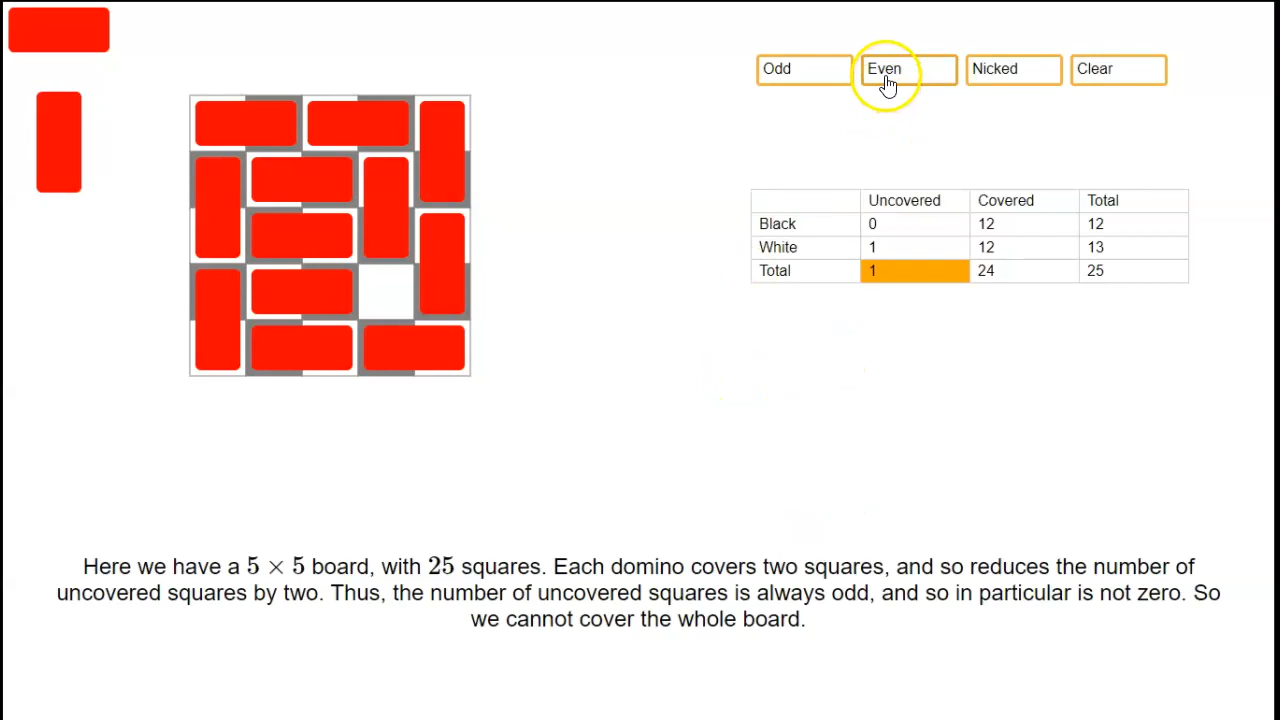 Odd Even Nicked Clear
Uncovered Covered Total
Black 0 12 12
White 1 12 13
Total 1 24 25
Here we have a 5 × 5 board, with 25 squares. Each domino covers two squares, and so reduces the number of
uncovered squares by two. Thus, the number of uncovered squares is always odd, and so in particular is not zero. So
we cannot cover the whole board.